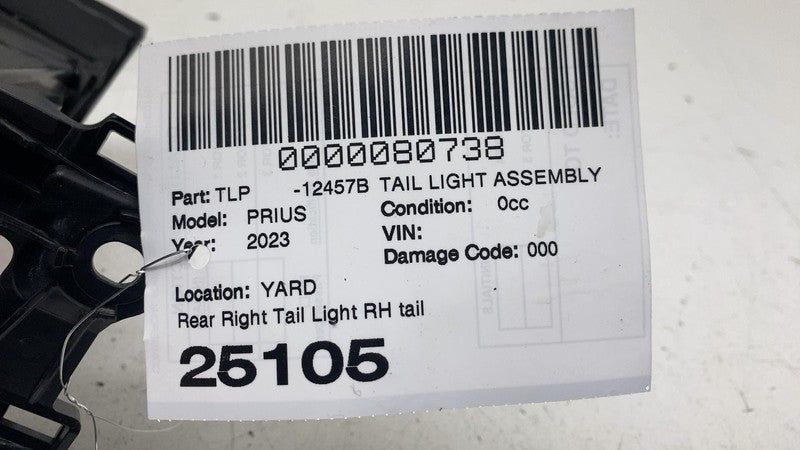 0000080738
Part: TLP -12457B TAIL LIGHT ASSEMBLY
Model: PRIUS Condition: 0cc
Year: 2023 VIN:
Damage Code: 000
Location: YARD
Rear Right Tail Light RH tail
25105
DATE: